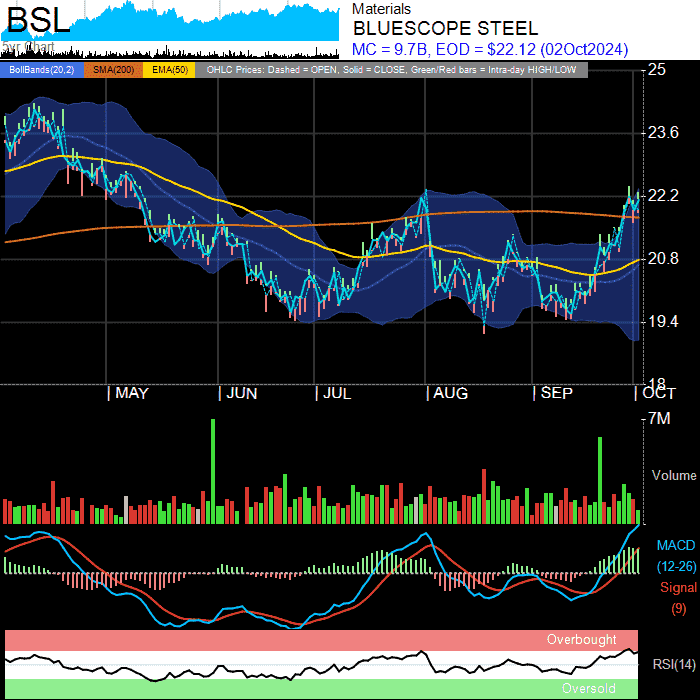 BSL
5yr Chart
Materials
BLUESCOPE STEEL
MC = 9.7B, EOD = $22.12 (02Oct2024)
BollBands(20,2) SMA(200) EMA(50) OHLC Prices: Dashed = OPEN, Solid = CLOSE, Green/Red bars = Intra-day HIGH/LOW
25
23.6
22.2
20.8
19.4
18
MAY JUN JUL AUG SEP OCT
7M
Volume
MACD
(12-26)
Signal
(9)
Overbought
RSI(14)
Oversold